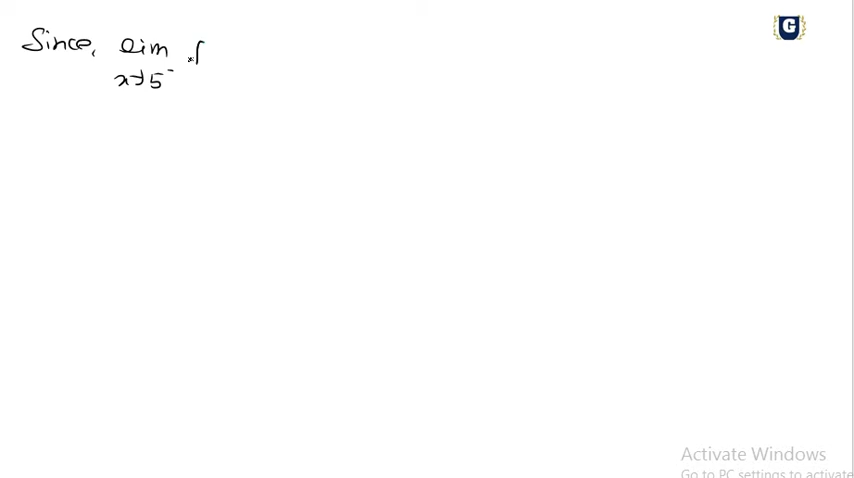 Since, lim f
x→5⁻
G
Activate Windows
Go to PC settings to activate